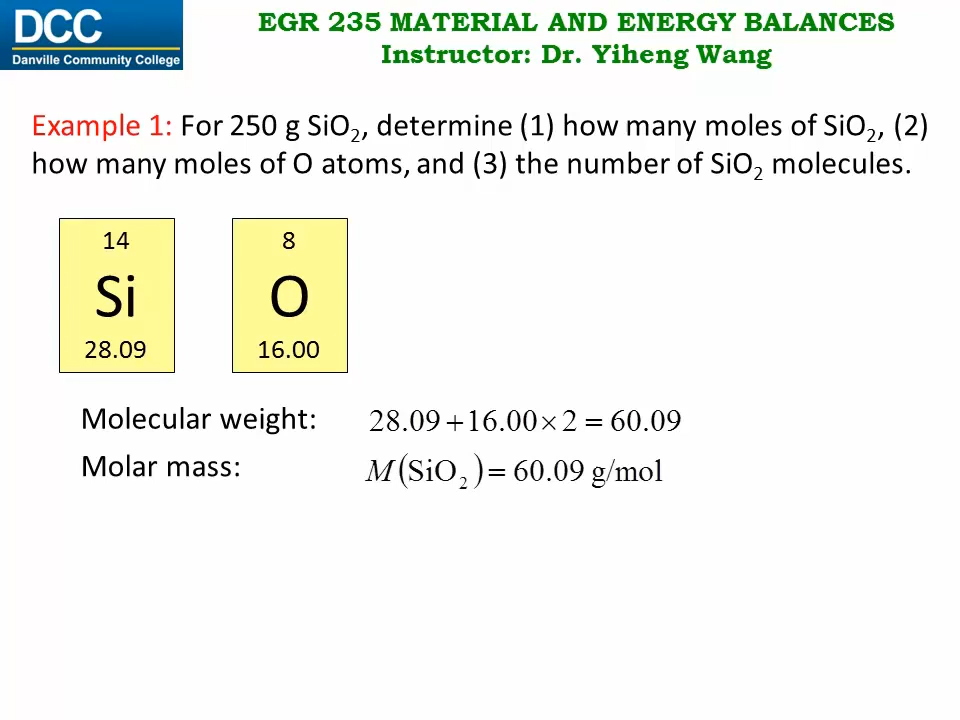 DCC
Danville Community College
EGR 235 MATERIAL AND ENERGY BALANCES
Instructor: Dr. Yiheng Wang
Example 1: For 250 g SiO₂, determine (1) how many moles of SiO₂, (2)
how many moles of O atoms, and (3) the number of SiO₂ molecules.
14
Si
28.09
8
O
16.00
Molecular weight: 28.09 + 16.00 × 2 = 60.09
Molar mass: M(SiO₂) = 60.09 g/mol